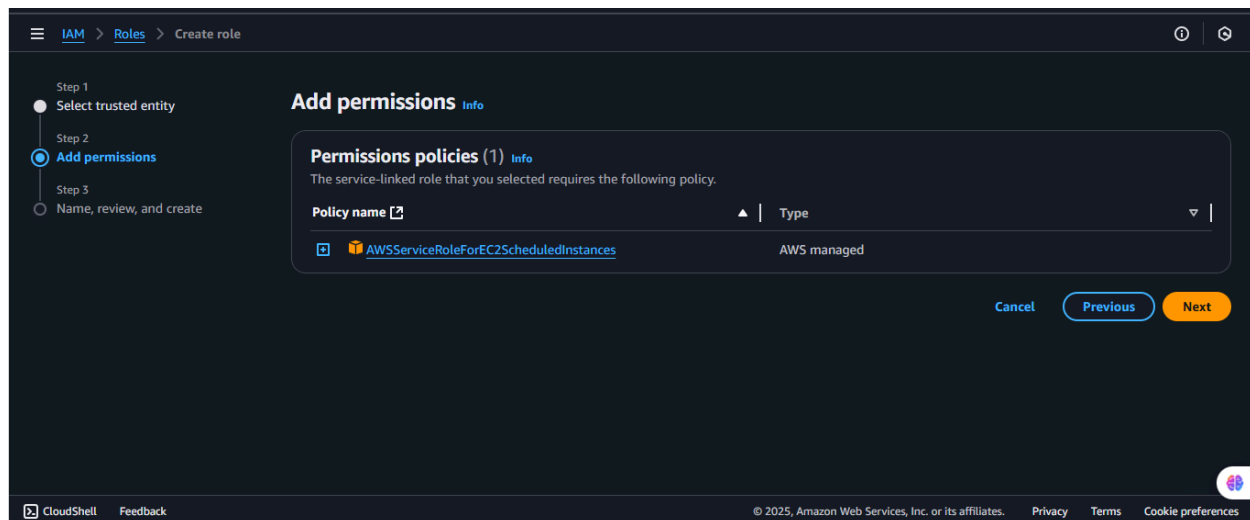 IAM > Roles > Create role
Step 1
Select trusted entity
Step 2
Add permissions
Step 3
Name, review, and create
Add permissions Info
Permissions policies (1) Info
The service-linked role that you selected requires the following policy.
Policy name Type
AWSServiceRoleForEC2ScheduledInstances AWS managed
Cancel Previous Next
CloudShell Feedback © 2025, Amazon Web Services, Inc. or its affiliates. Privacy Terms Cookie preferences